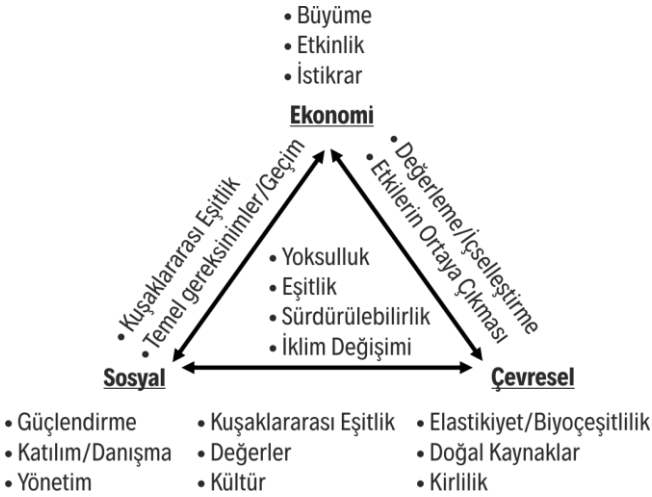 • Büyüme
• Etkinlik
• İstikrar
Ekonomi
• Kuşaklararası Eşitlik
• Temel gereksinimler/Geçim
• Değerleme/İçselleştirme
• Etkilerin Ortaya Çıkması
• Yoksulluk
• Eşitlik
• Sürdürülebilirlik
• İklim Değişimi
Sosyal
Çevresel
• Güçlendirme
• Katılım/Danışma
• Yönetim
• Kuşaklararası Eşitlik
• Değerler
• Kültür
• Elastikiyet/Biyoçeşitlilik
• Doğal Kaynaklar
• Kirlilik